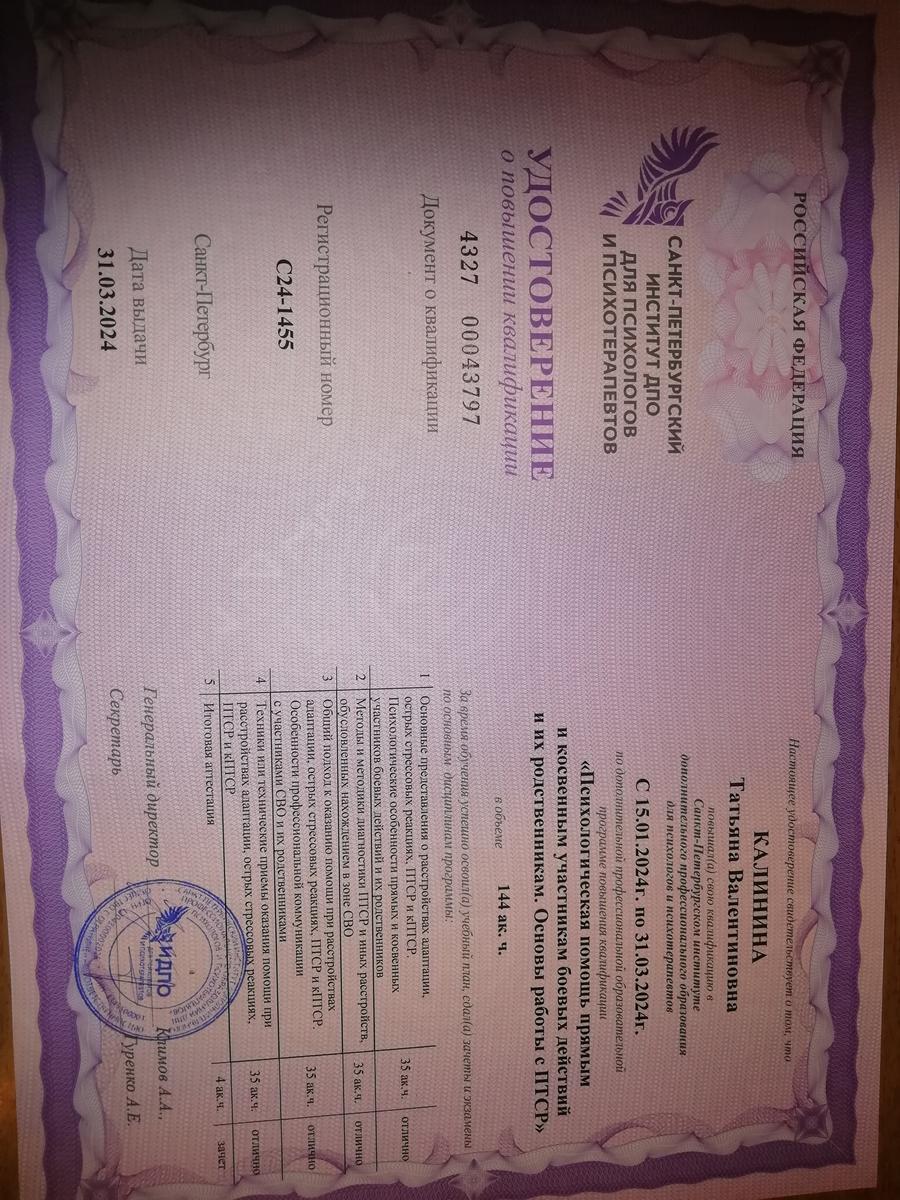 РОССИЙСКАЯ ФЕДЕРАЦИЯ
САНКТ-ПЕТЕРБУРГСКИЙ
ИНСТИТУТ ДПО
ДЛЯ ПСИХОЛОГОВ
И ПСИХОТЕРАПЕВТОВ
УДОСТОВЕРЕНИЕ
о повышении квалификации
4327 00043797
Документ о квалификации
Регистрационный номер
С24-1455
Санкт-Петербург
Дата выдачи
31.03.2024
Настоящее удостоверение свидетельствует о том, что
КАЛИНИНА
Татьяна Валентиновна
повышал(а) свою квалификацию в
Санкт-Петербургском институте
дополнительного профессионального образования
для психологов и психотерапевтов
С 15.01.2024г. по 31.03.2024г.
по дополнительной профессиональной образовательной
программе повышения квалификации
«Психологическая помощь прямым
и косвенным участникам боевых действий
и их родственникам. Основы работы с ПТСР»
в объеме 144 ак. ч.
За время обучения успешно освоил(а) учебный план, сдал(а) зачеты и экзамены
по основным дисциплинам программы:
1 Основные представления о расстройствах адаптации,
острых стрессовых реакциях, ПТСР и кПТСР. 35 ак.ч. отлично
Психологические особенности прямых и косвенных
участников боевых действий и их родственников
2 Методы и методики диагностики ПТСР и иных расстройств, 35 ак.ч. отлично
обусловленных нахождением в зоне СВО
3 Общий подход к оказанию помощи при расстройствах
адаптации, острых стрессовых реакциях, ПТСР и кПТСР. 35 ак.ч. отлично
Особенности профессиональной коммуникации
с участниками СВО и их родственниками
4 Техники или технические приемы оказания помощи при
расстройствах адаптации, острых стрессовых реакциях, 35 ак.ч. отлично
ПТСР и кПТСР
5 Итоговая аттестация 4 ак.ч. зачет
Генеральный директор Климов А.А.,
Секретарь Гуренко А.Е.
ИДПО